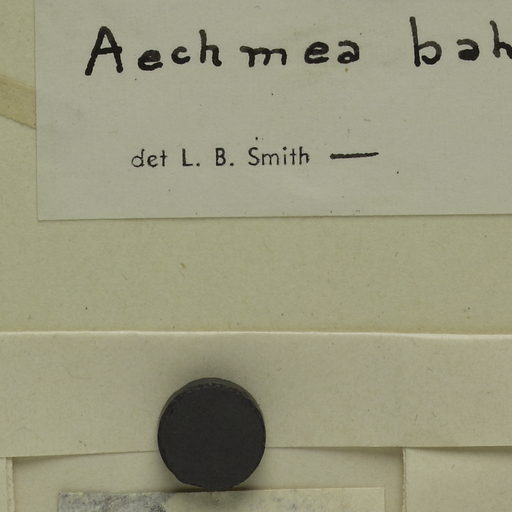 Aechmea bah
det L. B. Smith —